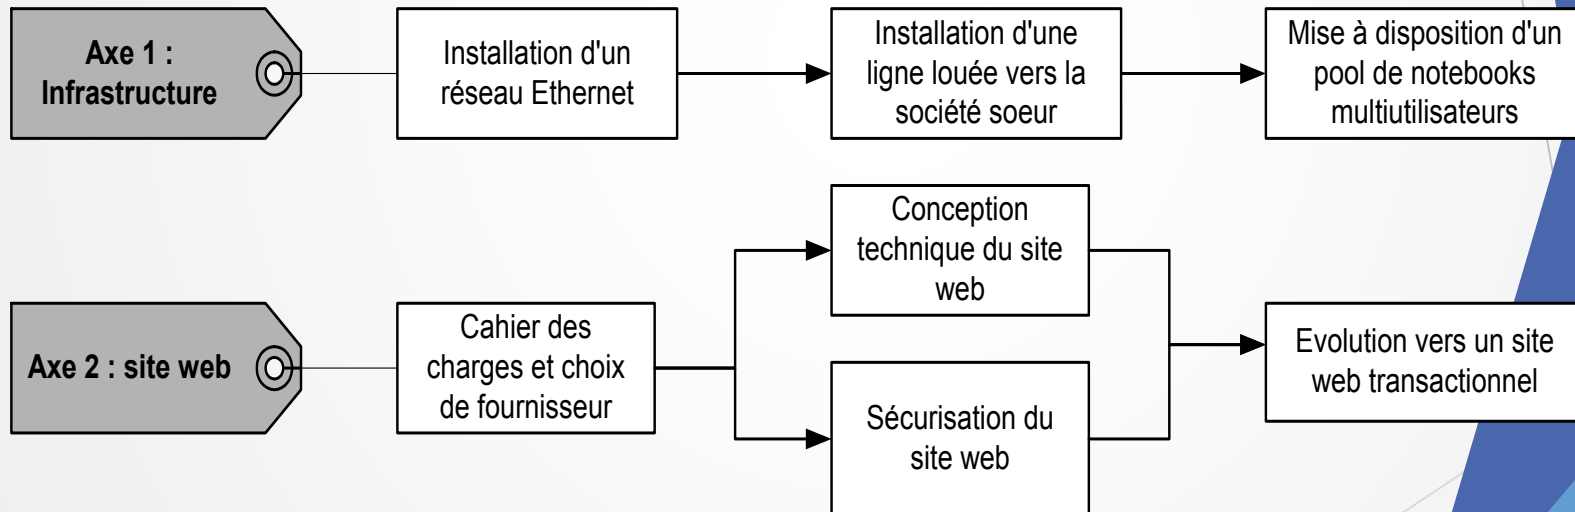 Axe 1 :
Infrastructure
Installation d'un
réseau Ethernet
Installation d'une
ligne louée vers la
société soeur
Mise à disposition d'un
pool de notebooks
multiutilisateurs
Axe 2 : site web
Cahier des
charges et choix
de fournisseur
Conception
technique du site
web
Sécurisation du
site web
Evolution vers un site
web transactionnel